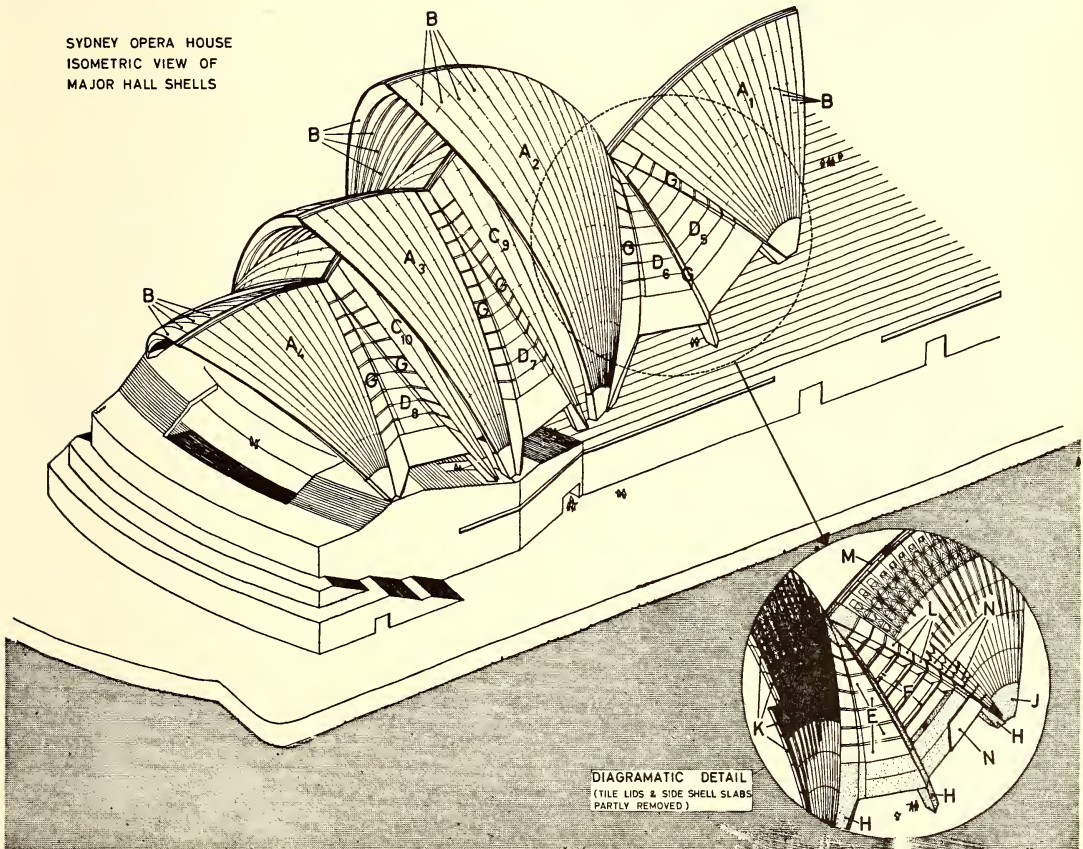 SYDNEY OPERA HOUSE
ISOMETRIC VIEW OF
MAJOR HALL SHELLS
B
B
A1
B
A2
B
G
C9
G
D5
A3
G
D6
G
G
G
B
C10
D7
A4
G
G
D8
M
L
N
F
E
J
K
N
H
H
H
DIAGRAMATIC DETAIL
(TILE LIDS & SIDE SHELL SLABS
PARTLY REMOVED)